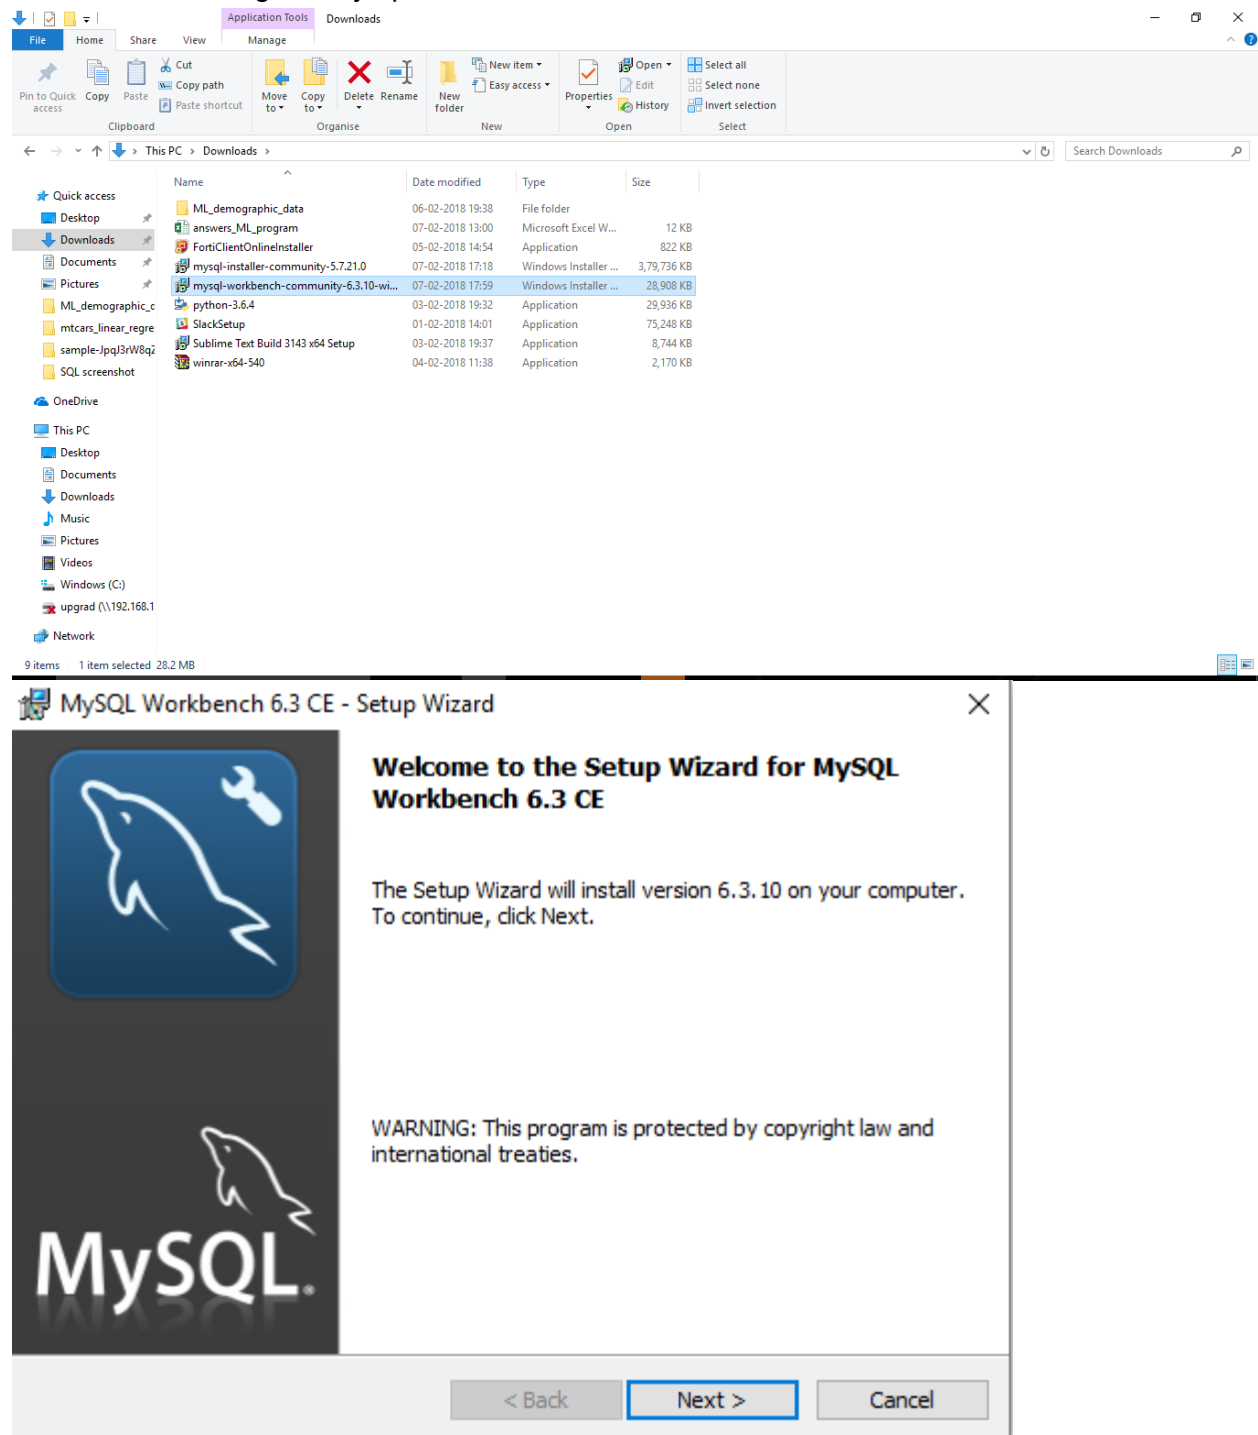 Application Tools Downloads
File Home Share View Manage
Pin to Quick access
Copy
Paste
Cut
Copy path
Paste shortcut
Clipboard
Move to
Copy to
Delete
Rename
Organise
New folder
New item
Easy access
New
Properties
Open
Edit
History
Open
Select all
Select none
Invert selection
Select
This PC > Downloads >
Search Downloads
Quick access
Desktop
Downloads
Documents
Pictures
ML_demographic_c
mtcars_linear_regre
sample-JpqJ3rW8qZ
SQL screenshot
OneDrive
This PC
Desktop
Documents
Downloads
Music
Pictures
Videos
Windows (C:)
upgrad (\\192.168.1
Network
Name Date modified Type Size
ML_demographic_data 06-02-2018 19:38 File folder
answers_ML_program 07-02-2018 13:00 Microsoft Excel W... 12 KB
FortiClientOnlineInstaller 05-02-2018 14:54 Application 822 KB
mysql-installer-community-5.7.21.0 07-02-2018 17:18 Windows Installer ... 3,79,736 KB
mysql-workbench-community-6.3.10-wi... 07-02-2018 17:59 Windows Installer ... 28,908 KB
python-3.6.4 03-02-2018 19:32 Application 29,936 KB
SlackSetup 01-02-2018 14:01 Application 75,248 KB
Sublime Text Build 3143 x64 Setup 03-02-2018 19:37 Application 8,744 KB
winrar-x64-540 04-02-2018 11:38 Application 2,170 KB
9 items 1 item selected 28.2 MB
MySQL Workbench 6.3 CE - Setup Wizard
Welcome to the Setup Wizard for MySQL
Workbench 6.3 CE
The Setup Wizard will install version 6.3.10 on your computer.
To continue, click Next.
WARNING: This program is protected by copyright law and
international treaties.
MySQL®
< Back Next > Cancel